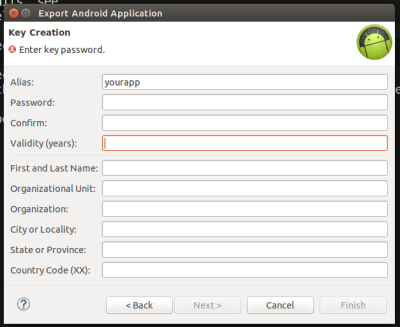 Export Android Application
Key Creation
Enter key password.
Alias: yourapp
Password:
Confirm:
Validity (years):
First and Last Name:
Organizational Unit:
Organization:
City or Locality:
State or Province:
Country Code (XX):
? < Back Next > Cancel Finish